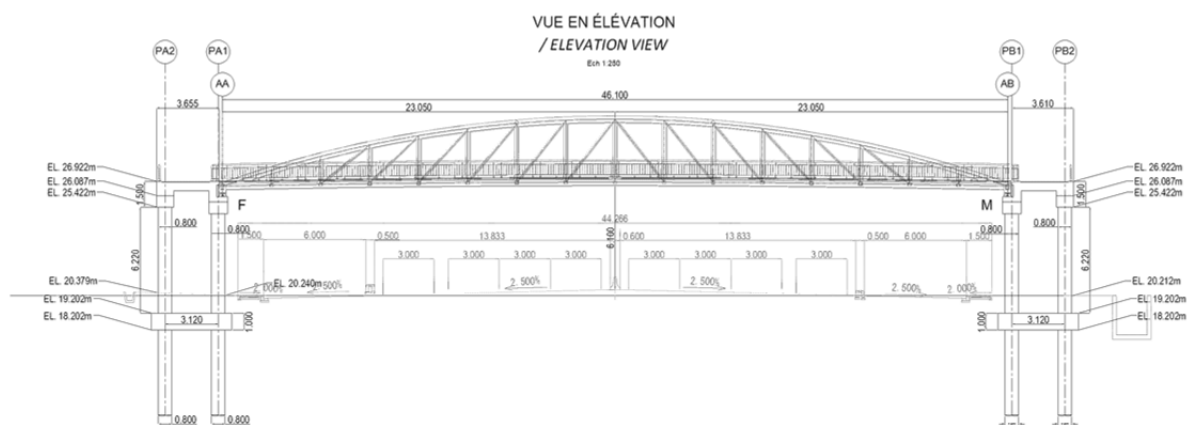 VUE EN ÉLÉVATION
/ ELEVATION VIEW
Ech 1:250
PA2 PA1 PB1 PB2
AA AB
46.100
3.655 23.050 23.050 3.610
EL. 26.922m EL. 26.922m
EL. 26.087m EL. 26.087m
EL. 25.422m EL. 25.422m
1.500 1.500
F M
44.266
0.800 0.800 0.800 0.800
1.500 6.000 0.500 13.833 6.100 0.600 13.833 0.500 6.000 1.500
3.000 3.000 3.000 3.000 3.000 3.000 3.000 3.000
6.220 6.220
EL. 20.379m EL. 20.240m EL. 20.212m
2.000% 2.500% 2.500% 2.500% 2.500% 2.000%
EL. 19.202m EL. 19.202m
EL. 18.202m EL. 18.202m
3.120 1.000 1.000 3.120
0.800 0.800